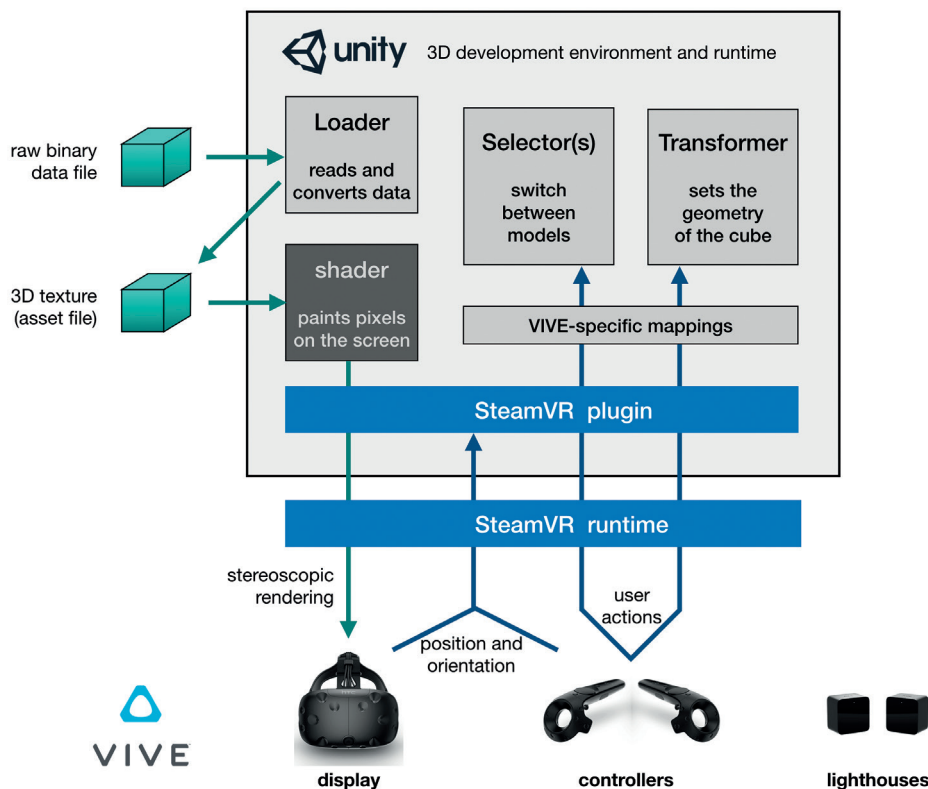 unity 3D development environment and runtime
raw binary
data file
Loader
reads and
converts data
Selector(s)
switch
between
models
Transformer
sets the
geometry
of the cube
3D texture
(asset file)
shader
paints pixels
on the screen
VIVE-specific mappings
SteamVR plugin
SteamVR runtime
stereoscopic
rendering
position and
orientation
user
actions
VIVE
display
controllers
lighthouses